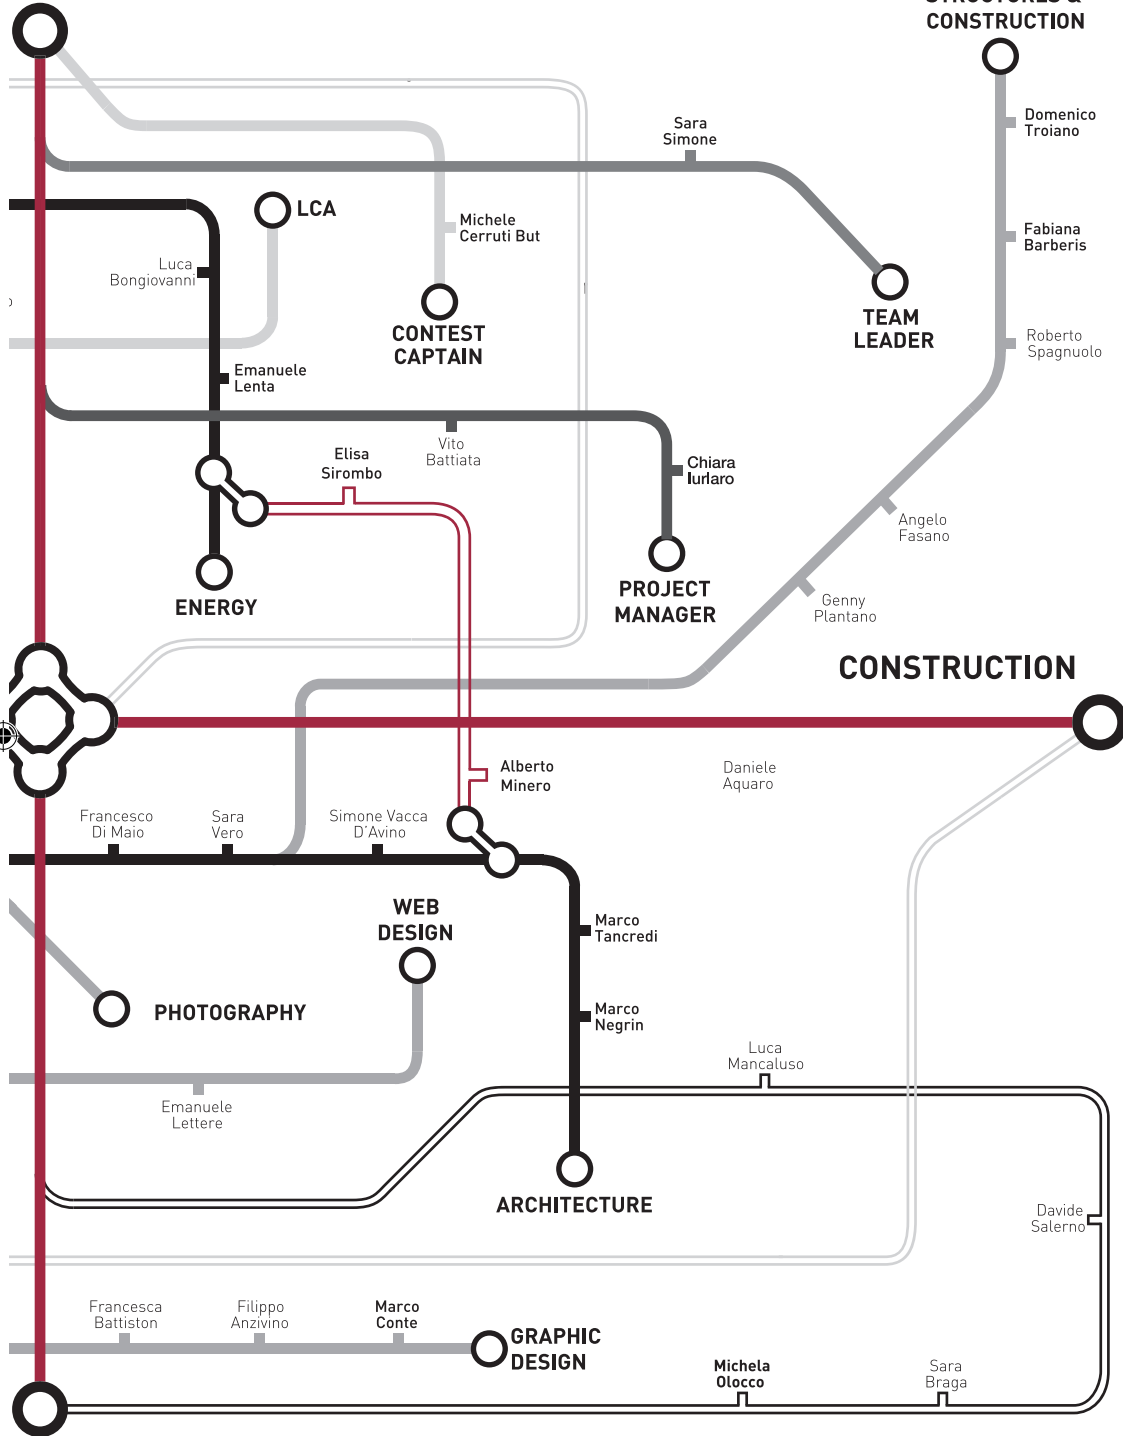 STRUCTURES &
CONSTRUCTION
Domenico
Troiano
Sara
Simone
LCA
Michele
Cerruti But
Fabiana
Barberis
Luca
Bongiovanni
CONTEST
CAPTAIN
TEAM
LEADER
Roberto
Spagnuolo
Emanuele
Lenta
Elisa
Sirombo
Vito
Battiata
Chiara
Iurlaro
Angelo
Fasano
ENERGY
PROJECT
MANAGER
Genny
Plantano
CONSTRUCTION
Alberto
Minero
Daniele
Aquaro
Francesco
Di Maio
Sara
Vero
Simone Vacca
D'Avino
WEB
DESIGN
Marco
Tancredi
PHOTOGRAPHY
Marco
Negrin
Luca
Mancaluso
Emanuele
Lettere
ARCHITECTURE
Davide
Salerno
Francesca
Battiston
Filippo
Anzivino
Marco
Conte
GRAPHIC
DESIGN
Michela
Olocco
Sara
Braga